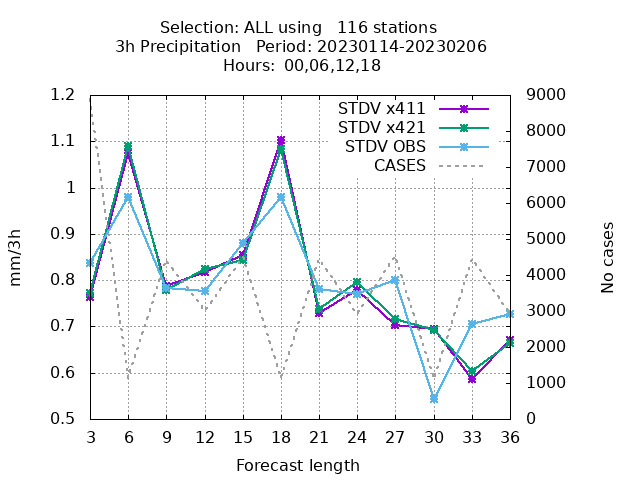 Selection: ALL using   116 stations
3h Precipitation   Period: 20230114-20230206
Hours: 00,06,12,18
STDV x411
STDV x421
STDV OBS
CASES
1.2
1.1
1
0.9
0.8
0.7
0.6
0.5
mm/3h
9000
8000
7000
6000
5000
4000
3000
2000
1000
0
No cases
3 6 9 12 15 18 21 24 27 30 33 36
Forecast length